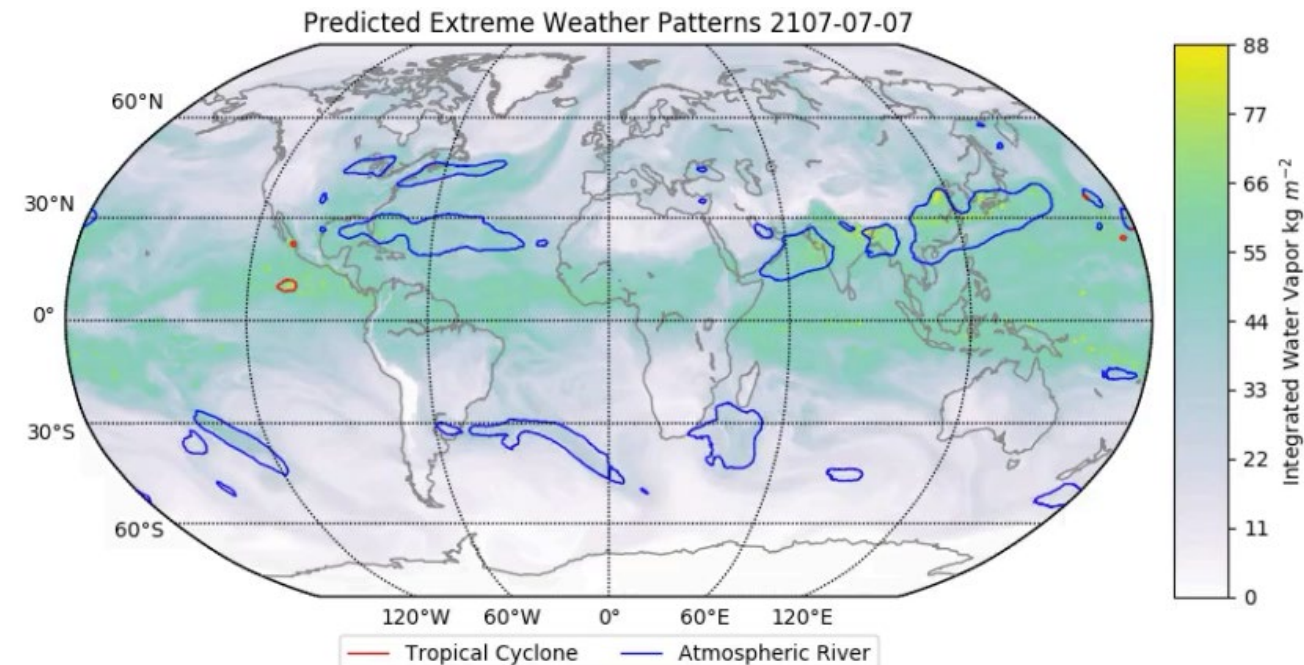 Predicted Extreme Weather Patterns 2107-07-07
60°N
30°N
0°
30°S
60°S
120°W 60°W 0° 60°E 120°E
88
77
66
55
44
33
22
11
0
Integrated Water Vapor kg m⁻²
Tropical Cyclone Atmospheric River